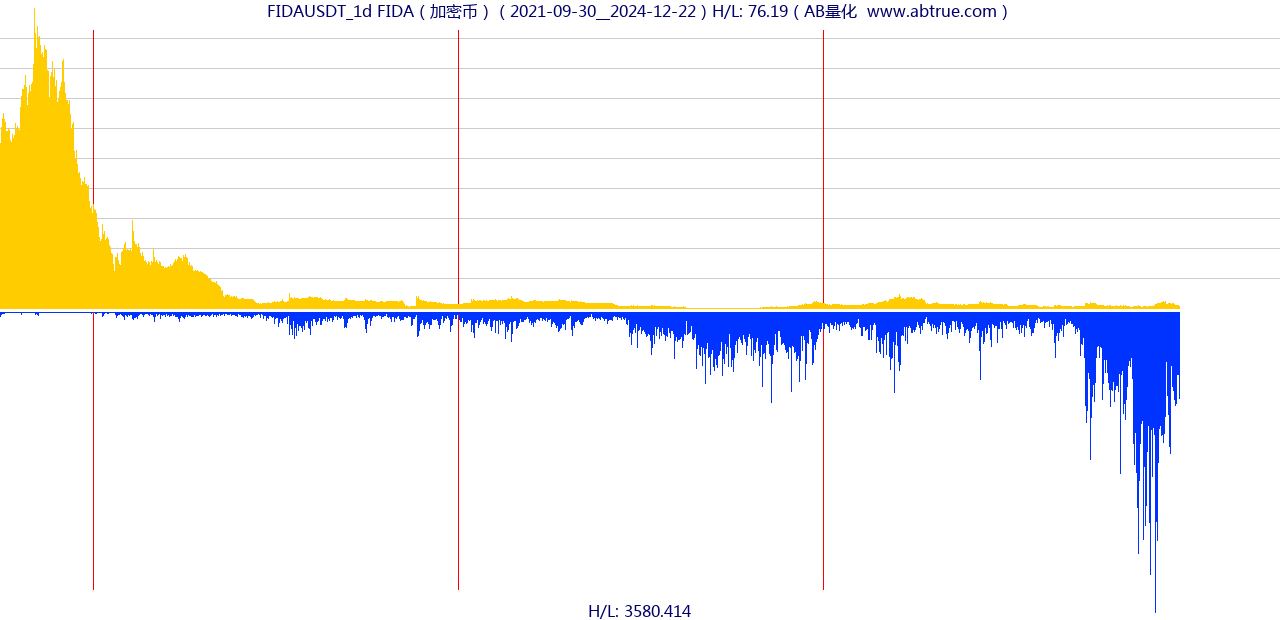 FIDAUSDT_1d FIDA ( 加密币 ) ( 2021-09-30__2024-12-22 ) H/L: 76.19 ( AB量化  www.abtrue.com )
H/L: 3580.414